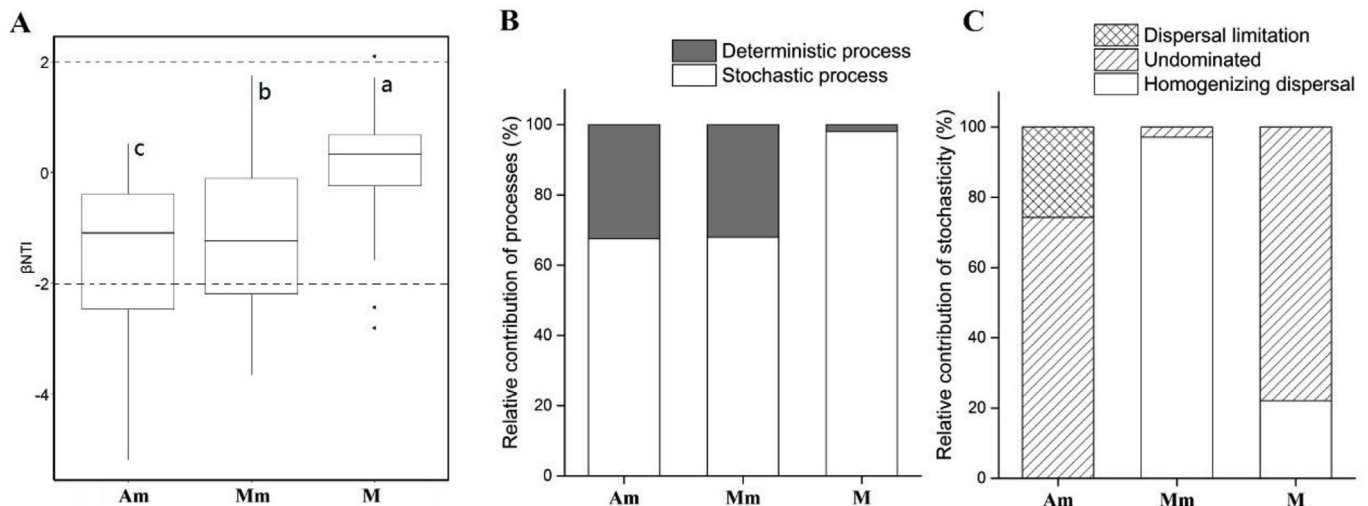 A
βNTI
2
0
-2
-4
c
b
a
Am Mm M
B
Deterministic process
Stochastic process
Relative contribution of processes (%)
100
80
60
40
20
0
Am Mm M
C
Dispersal limitation
Undominated
Homogenizing dispersal
Relative contribution of stochasticity (%)
100
80
60
40
20
0
Am Mm M